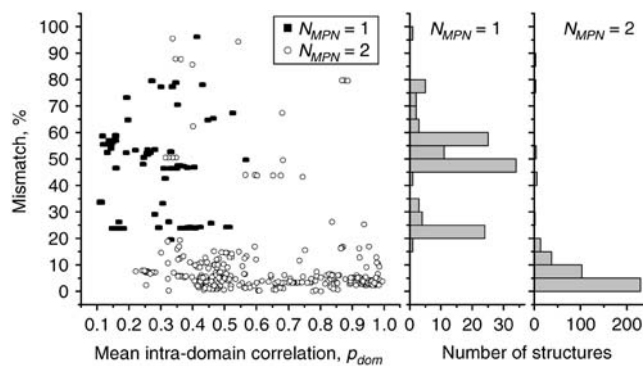 N_MPN = 1
N_MPN = 2
N_MPN = 1
N_MPN = 2
Mismatch, %
100
90
80
70
60
50
40
30
20
10
0
0.1 0.2 0.3 0.4 0.5 0.6 0.7 0.8 0.9 1.0
0 10 20 30
0 100 200
Mean intra-domain correlation, p_dom
Number of structures